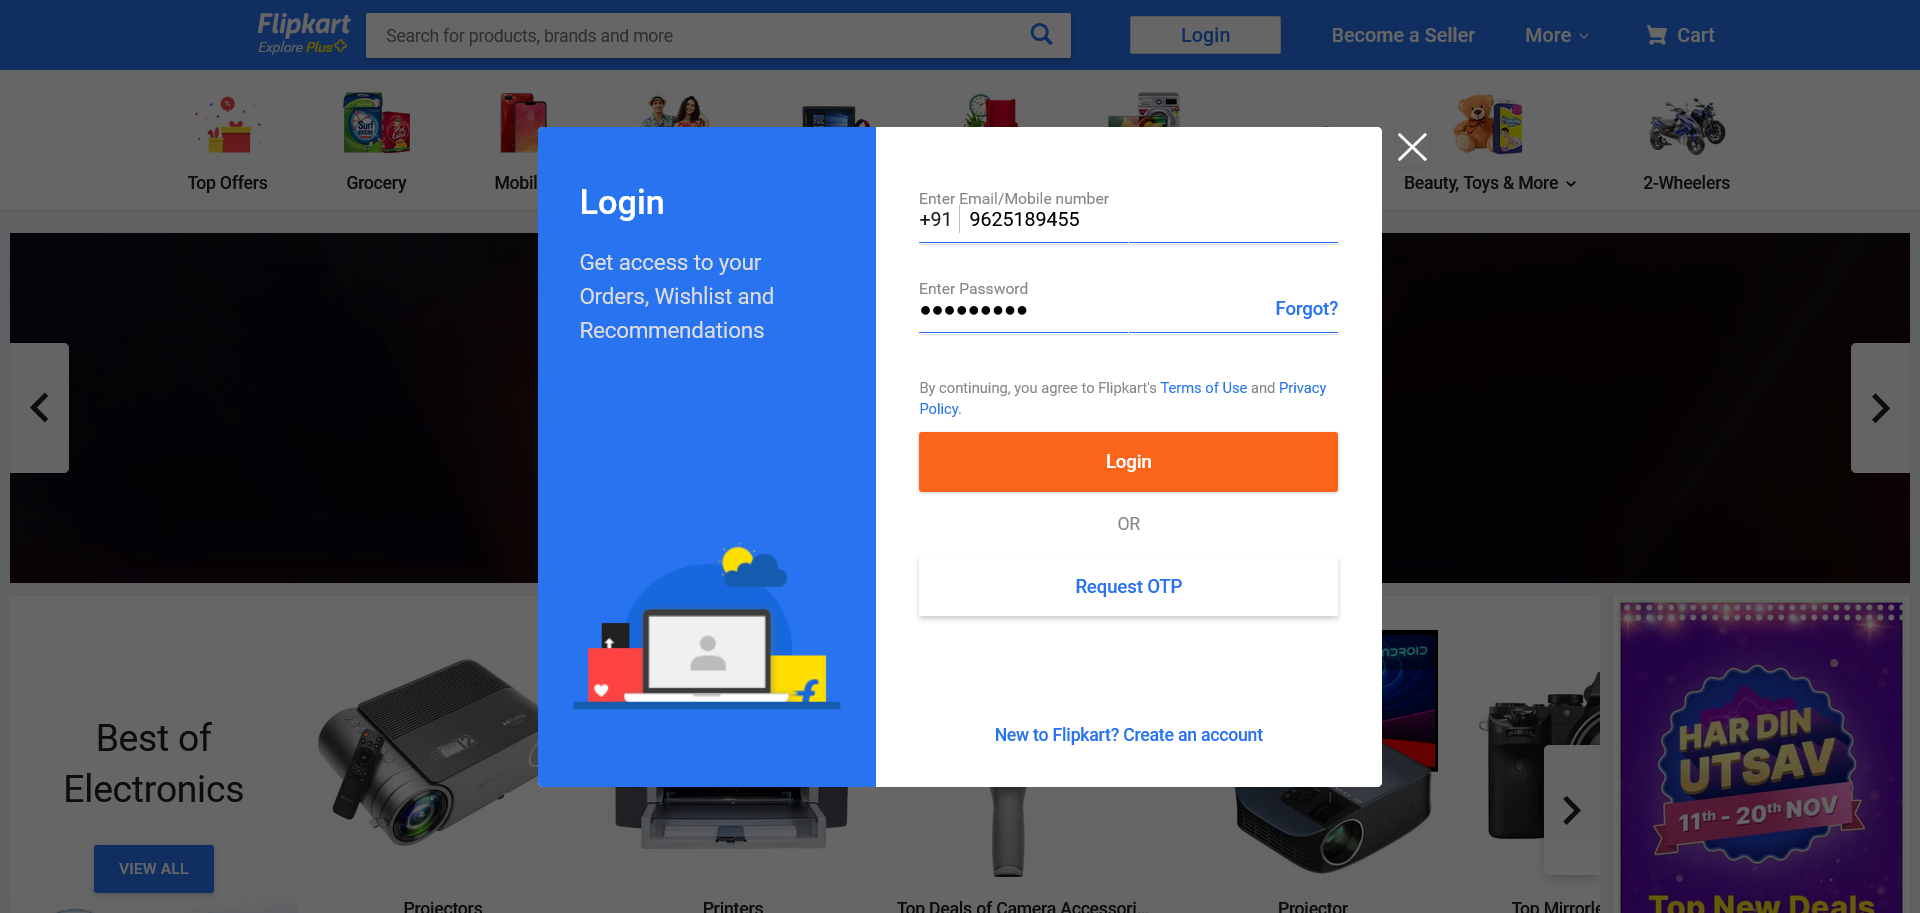 Flipkart
Explore Plus
Search for products, brands and more
Login
Become a Seller
More
Cart
Top Offers
Grocery
Mobil
Beauty, Toys & More
2-Wheelers
Login
Get access to your
Orders, Wishlist and
Recommendations
Enter Email/Mobile number
+91 9625189455
Enter Password
Forgot?
By continuing, you agree to Flipkart's Terms of Use and Privacy
Policy.
Login
OR
Request OTP
New to Flipkart? Create an account
Best of
Electronics
VIEW ALL
Projectors
Printers
Top Deals of Camera Accessori...
Projector
Top Mirrorle
HAR DIN
UTSAV
11th - 20th NOV
Top New Deals